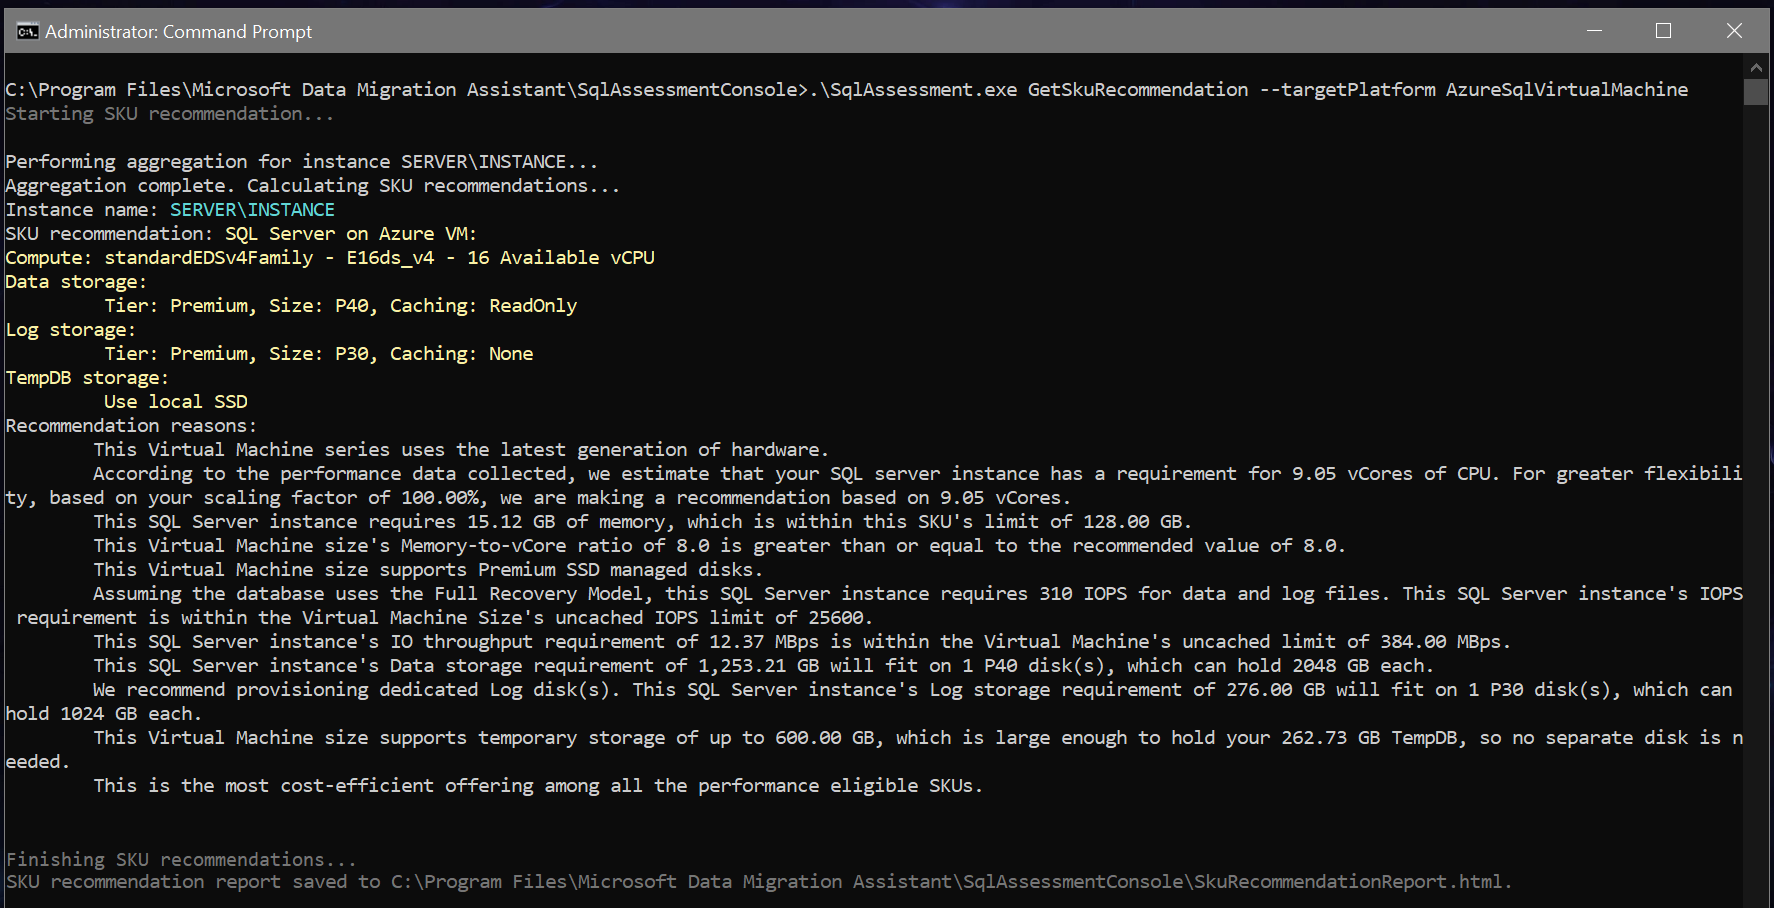 Administrator: Command Prompt
C:\Program Files\Microsoft Data Migration Assistant\SqlAssessmentConsole>.\SqlAssessment.exe GetSkuRecommendation --targetPlatform AzureSqlVirtualMachine
Starting SKU recommendation...
Performing aggregation for instance SERVER\INSTANCE...
Aggregation complete. Calculating SKU recommendations...
Instance name: SERVER\INSTANCE
SKU recommendation: SQL Server on Azure VM:
Compute: standardEDSv4Family - E16ds_v4 - 16 Available vCPU
Data storage:
Tier: Premium, Size: P40, Caching: ReadOnly
Log storage:
Tier: Premium, Size: P30, Caching: None
TempDB storage:
Use local SSD
Recommendation reasons:
This Virtual Machine series uses the latest generation of hardware.
According to the performance data collected, we estimate that your SQL server instance has a requirement for 9.05 vCores of CPU. For greater flexibili
ty, based on your scaling factor of 100.00%, we are making a recommendation based on 9.05 vCores.
This SQL Server instance requires 15.12 GB of memory, which is within this SKU's limit of 128.00 GB.
This Virtual Machine size's Memory-to-vCore ratio of 8.0 is greater than or equal to the recommended value of 8.0.
This Virtual Machine size supports Premium SSD managed disks.
Assuming the database uses the Full Recovery Model, this SQL Server instance requires 310 IOPS for data and log files. This SQL Server instance's IOPS
requirement is within the Virtual Machine Size's uncached IOPS limit of 25600.
This SQL Server instance's IO throughput requirement of 12.37 MBps is within the Virtual Machine's uncached limit of 384.00 MBps.
This SQL Server instance's Data storage requirement of 1,253.21 GB will fit on 1 P40 disk(s), which can hold 2048 GB each.
We recommend provisioning dedicated Log disk(s). This SQL Server instance's Log storage requirement of 276.00 GB will fit on 1 P30 disk(s), which can
hold 1024 GB each.
This Virtual Machine size supports temporary storage of up to 600.00 GB, which is large enough to hold your 262.73 GB TempDB, so no separate disk is n
eeded.
This is the most cost-efficient offering among all the performance eligible SKUs.
Finishing SKU recommendations...
SKU recommendation report saved to C:\Program Files\Microsoft Data Migration Assistant\SqlAssessmentConsole\SkuRecommendationReport.html.